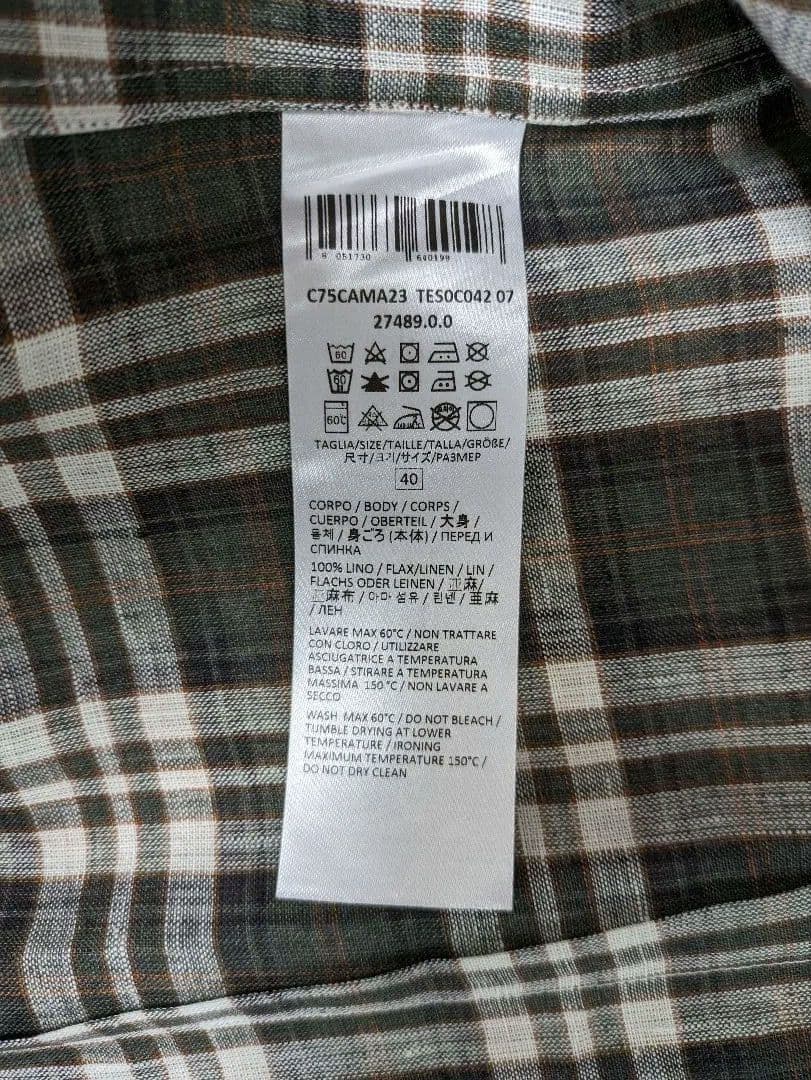 8 051730 640199
C75CAMA23 TES0C042 07
27489.0.0
60
60
60°C
TAGLIA/SIZE/TAILLE/TALLA/GRÖßE/
尺寸/크기/サイズ/РАЗМЕР
40
CORPO / BODY / CORPS /
CUERPO / OBERTEIL / 大身 /
몸체 / 身ごろ (本体) / ПЕРЕД И
СПИНКА
100% LINO / FLAX/LINEN / LIN /
FLACHS ODER LEINEN / 亚麻/
亚麻布 / 아마 섬유 / 린넨 / 亜麻
/ ЛЕН
LAVARE MAX 60°C / NON TRATTARE
CON CLORO / UTILIZZARE
ASCIUGATRICE A TEMPERATURA
BASSA / STIRARE A TEMPERATURA
MASSIMA 150 °C / NON LAVARE A
SECCO
WASH MAX 60°C / DO NOT BLEACH /
TUMBLE DRYING AT LOWER
TEMPERATURE / IRONING
MAXIMUM TEMPERATURE 150°C /
DO NOT DRY CLEAN